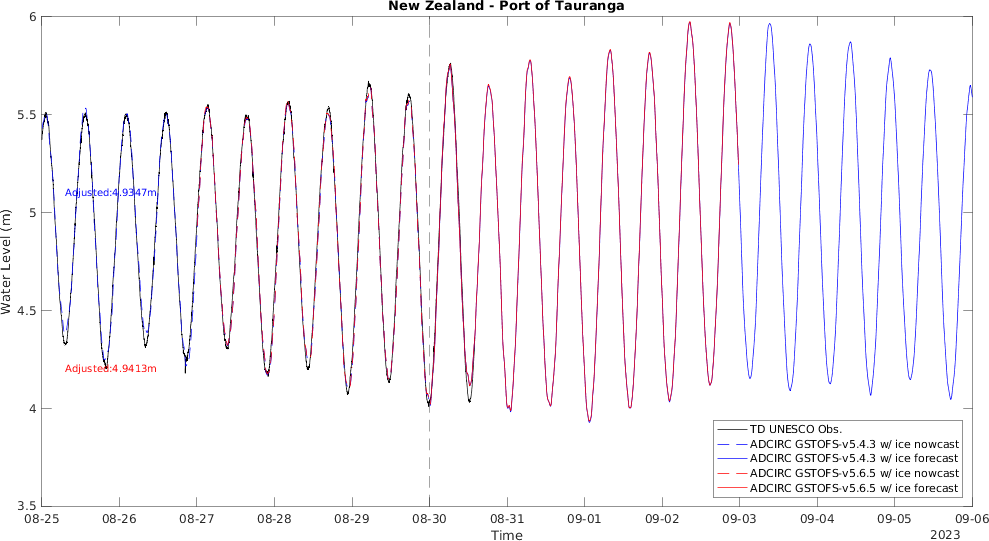 New Zealand - Port of Tauranga
Water Level (m)
6
5.5
5
4.5
4
3.5
Adjusted:4.9347m
Adjusted:4.9413m
TD UNESCO Obs.
ADCIRC GSTOFS-v5.4.3 w/ ice nowcast
ADCIRC GSTOFS-v5.4.3 w/ ice forecast
ADCIRC GSTOFS-v5.6.5 w/ ice nowcast
ADCIRC GSTOFS-v5.6.5 w/ ice forecast
08-25 08-26 08-27 08-28 08-29 08-30 08-31 09-01 09-02 09-03 09-04 09-05 09-06
Time
2023